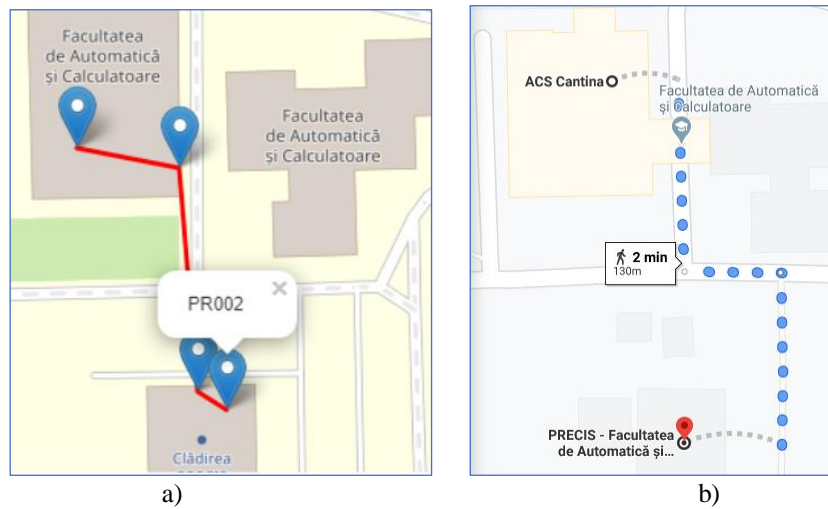 Facultatea
de Automatică
și Calculatoare
Facultatea
de Automatică
și Calculatoare
PR002
×
Clădirea
a)
ACS Cantina
Facultatea de Automatică
și Calculatoare
2 min
130m
PRECIS - Facultatea
de Automatică și...
b)